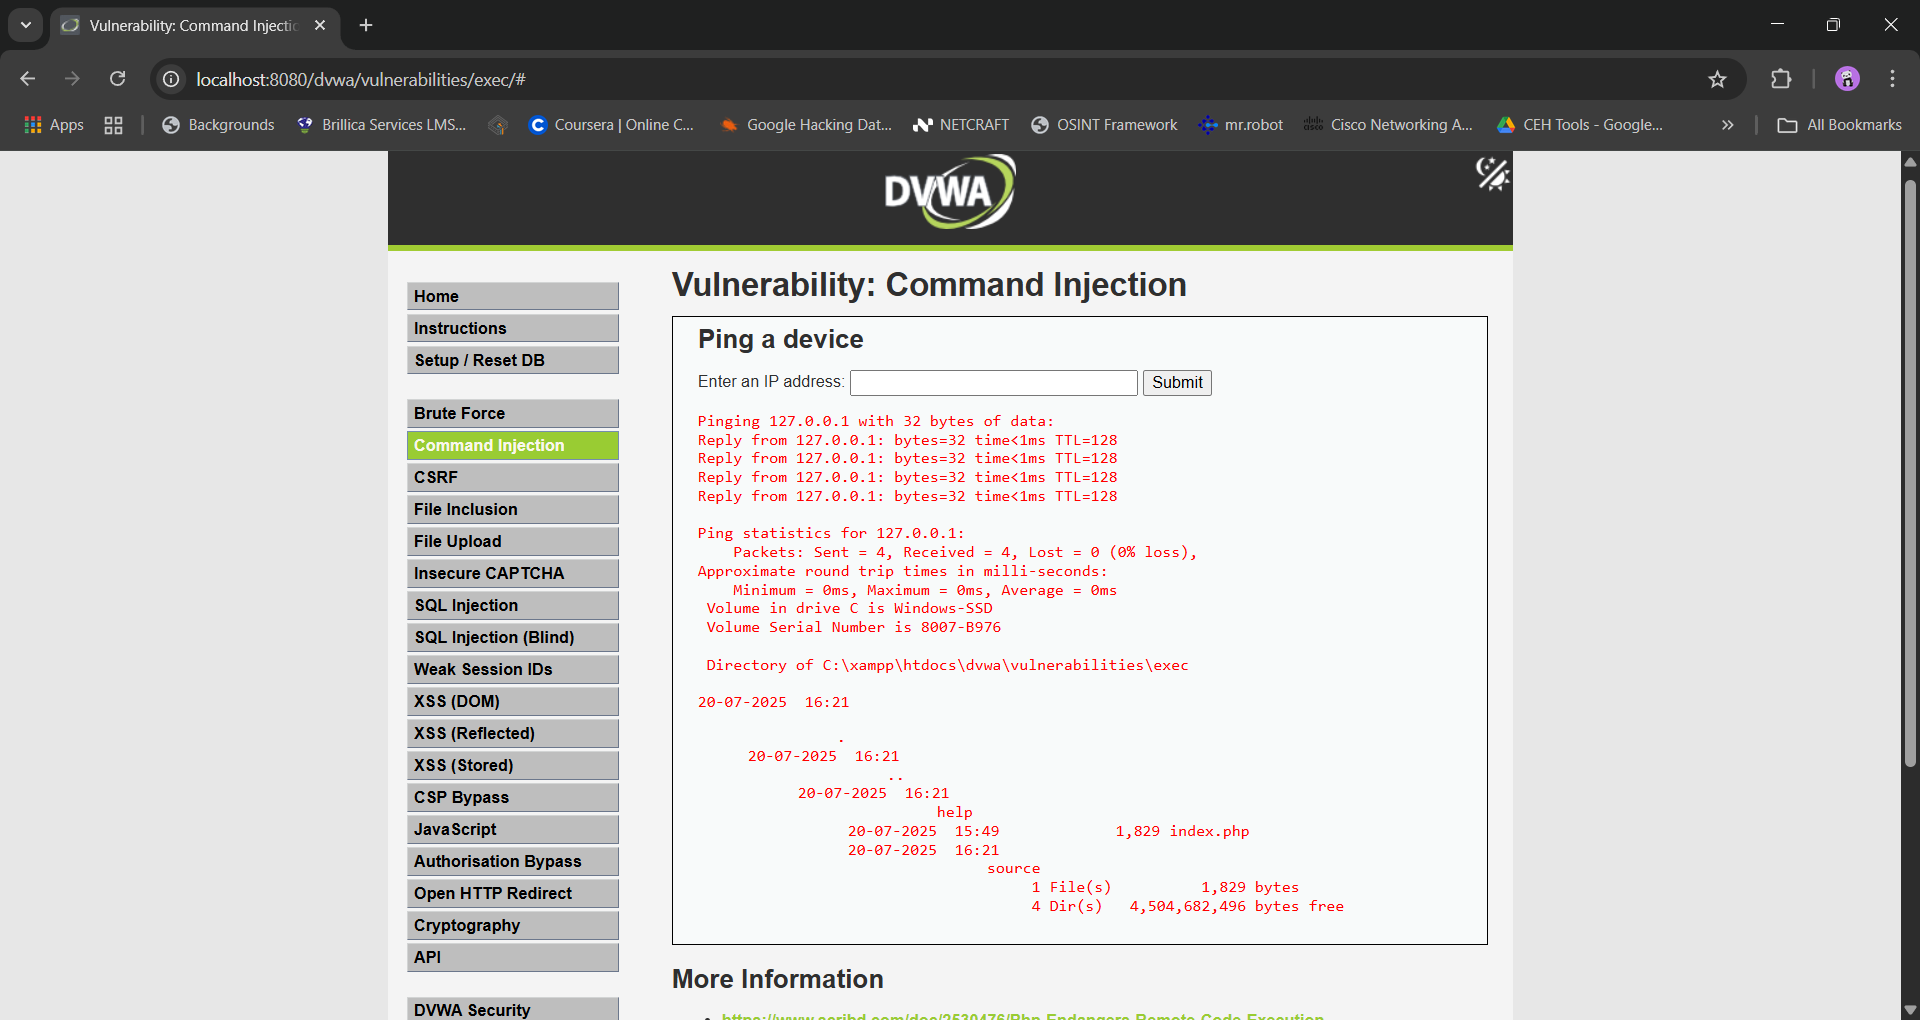 Vulnerability: Command Injectio
localhost:8080/dvwa/vulnerabilities/exec/#
Apps
Backgrounds
Brillica Services LMS...
Coursera | Online C...
Google Hacking Dat...
NETCRAFT
OSINT Framework
mr.robot
Cisco Networking A...
CEH Tools - Google...
All Bookmarks
DVWA
Home
Instructions
Setup / Reset DB
Brute Force
Command Injection
CSRF
File Inclusion
File Upload
Insecure CAPTCHA
SQL Injection
SQL Injection (Blind)
Weak Session IDs
XSS (DOM)
XSS (Reflected)
XSS (Stored)
CSP Bypass
JavaScript
Authorisation Bypass
Open HTTP Redirect
Cryptography
API
DVWA Security
Vulnerability: Command Injection
Ping a device
Enter an IP address:
Submit
Pinging 127.0.0.1 with 32 bytes of data:
Reply from 127.0.0.1: bytes=32 time<1ms TTL=128
Reply from 127.0.0.1: bytes=32 time<1ms TTL=128
Reply from 127.0.0.1: bytes=32 time<1ms TTL=128
Reply from 127.0.0.1: bytes=32 time<1ms TTL=128
Ping statistics for 127.0.0.1:
Packets: Sent = 4, Received = 4, Lost = 0 (0% loss),
Approximate round trip times in milli-seconds:
Minimum = 0ms, Maximum = 0ms, Average = 0ms
Volume in drive C is Windows-SSD
Volume Serial Number is 8007-B976
Directory of C:\xampp\htdocs\dvwa\vulnerabilities\exec
20-07-2025 16:21
.
20-07-2025 16:21
..
20-07-2025 16:21
help
20-07-2025 15:49 1,829 index.php
20-07-2025 16:21
source
1 File(s) 1,829 bytes
4 Dir(s) 4,504,682,496 bytes free
More Information
https://www.scribd.com/doc/2530476/Php-Endangers-Remote-Code-Execution